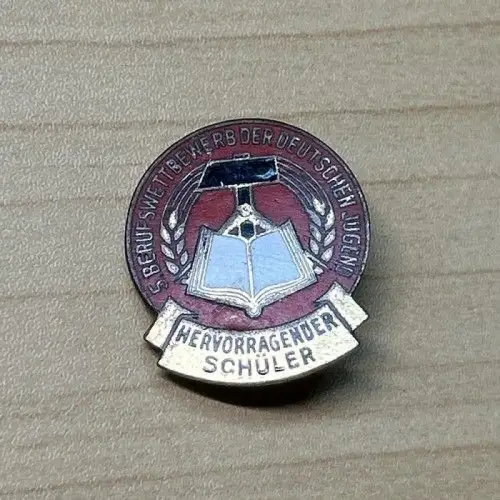 5. BERUFSWETTBEWERB DER DEUTSCHEN JUGEND
HERVORRAGENDER
SCHÜLER